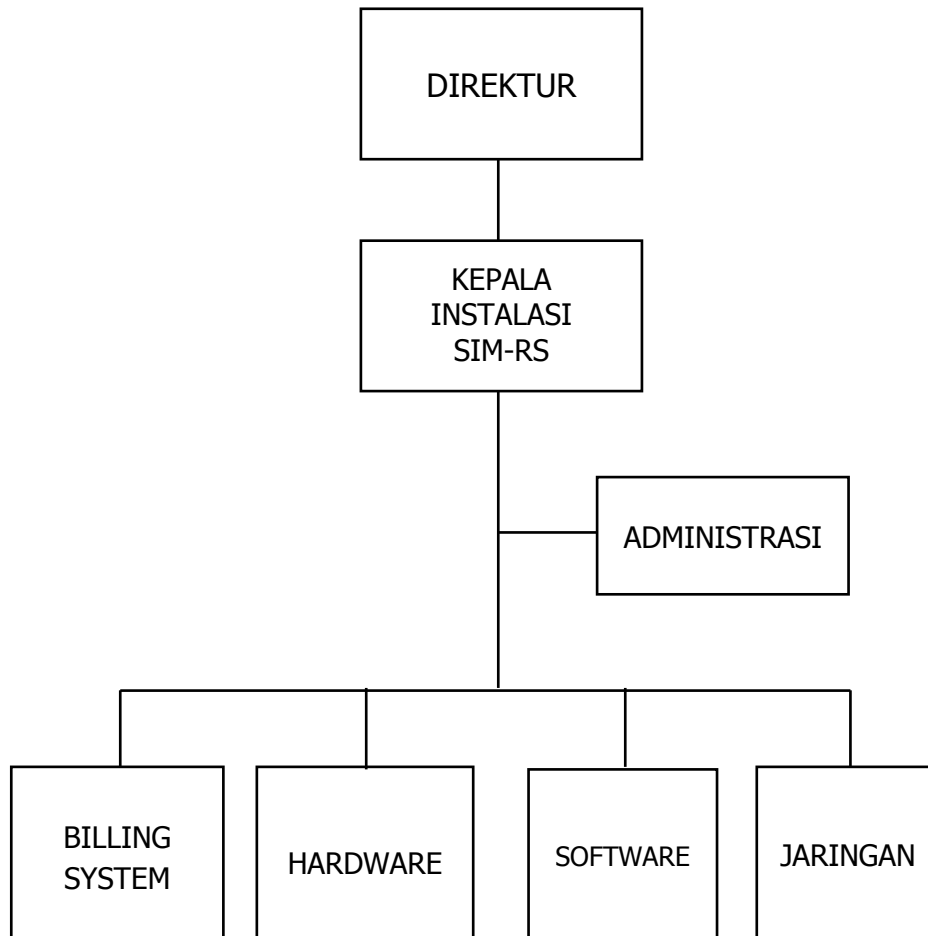 DIREKTUR
KEPALA
INSTALASI
SIM-RS
ADMINISTRASI
BILLING
SYSTEM
HARDWARE
SOFTWARE
JARINGAN